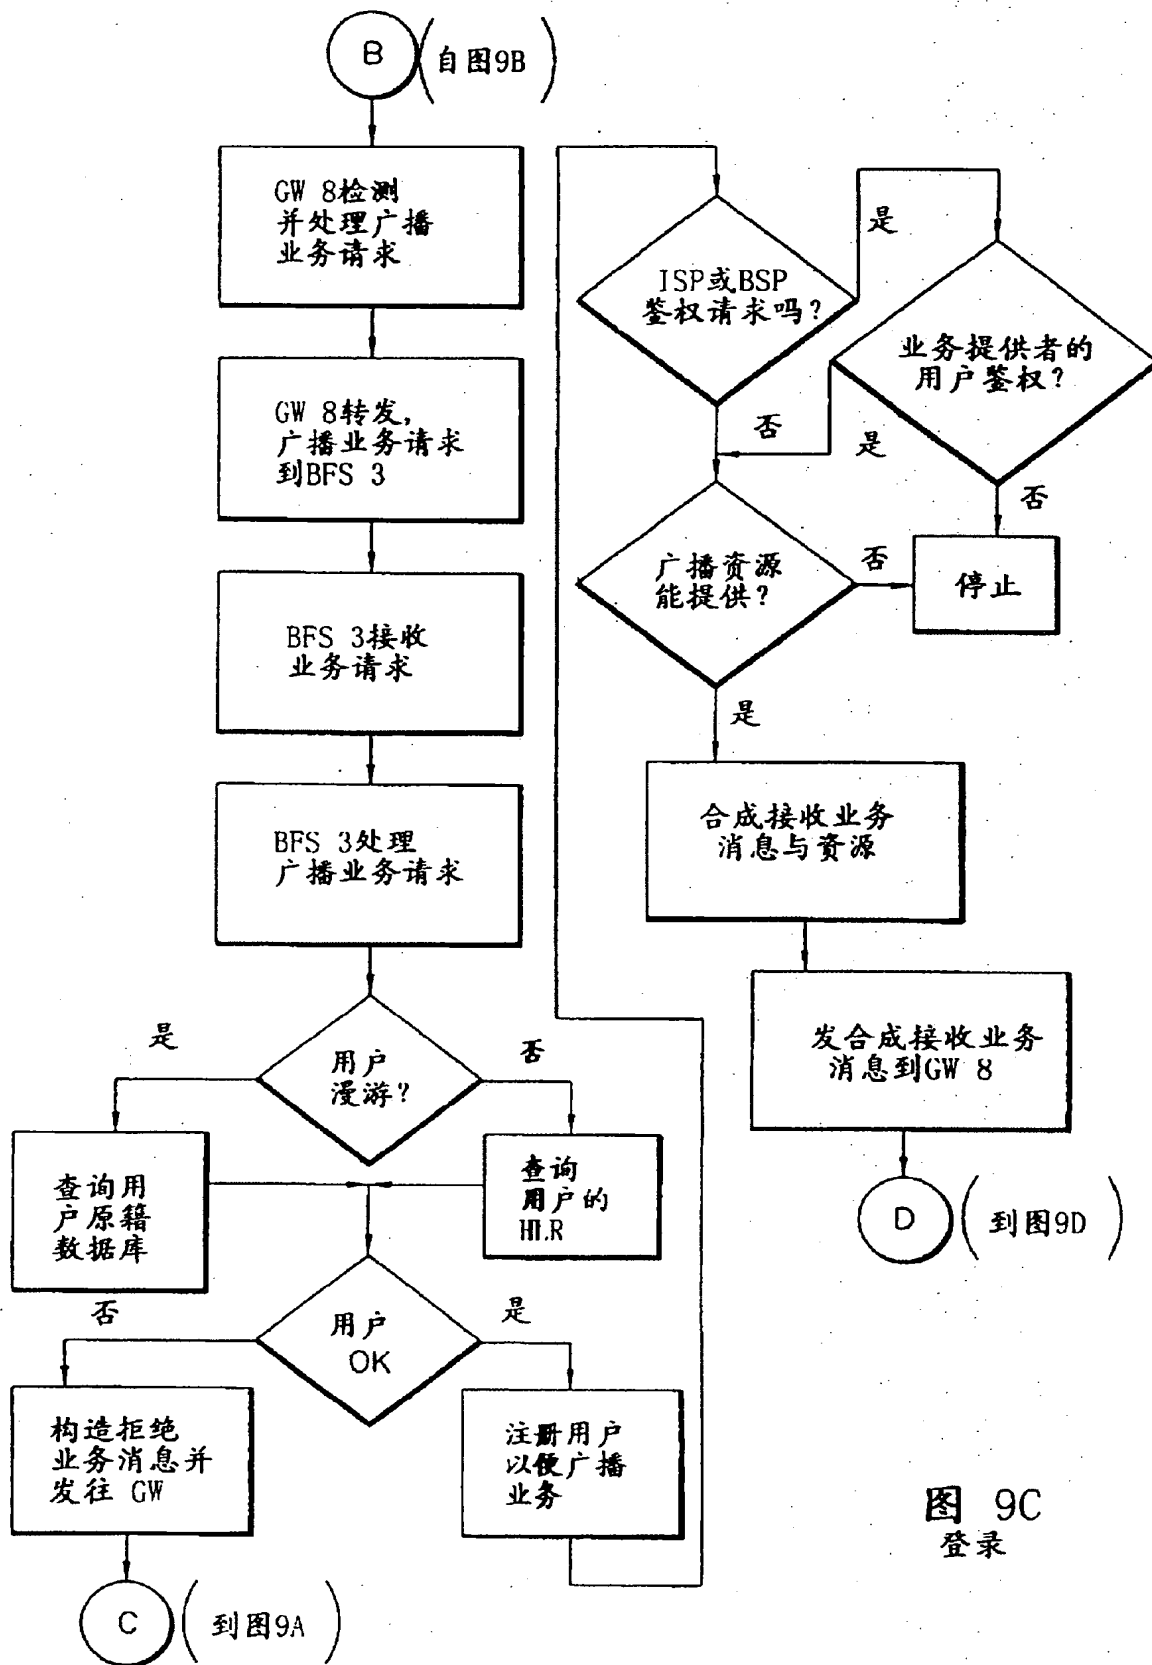 B
(自图9B)
GW 8检测
并处理广播
业务请求
GW 8转发,
广播业务请求
到BFS 3
BFS 3接收
业务请求
BFS 3处理
广播业务请求
用户
漫游?
是
否
查询用
户原籍
数据库
查询
用户的
HLR
用户
OK
否
是
构造拒绝
业务消息并
发往 GW
注册用户
以便广播
业务
C
(到图9A)
ISP或BSP
鉴权请求吗?
是
否
业务提供者的
用户鉴权?
是
否
广播资源
能提供?
否
停止
是
合成接收业务
消息与资源
发合成接收业务
消息到GW 8
D
(到图9D)
图 9C
登录